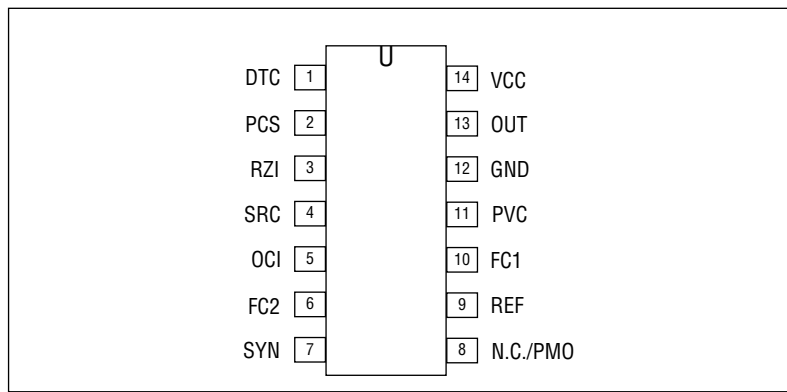 DTC 1 14 VCC
PCS 2 13 OUT
RZI 3 12 GND
SRC 4 11 PVC
OCI 5 10 FC1
FC2 6 9 REF
SYN 7 8 N.C./PMO